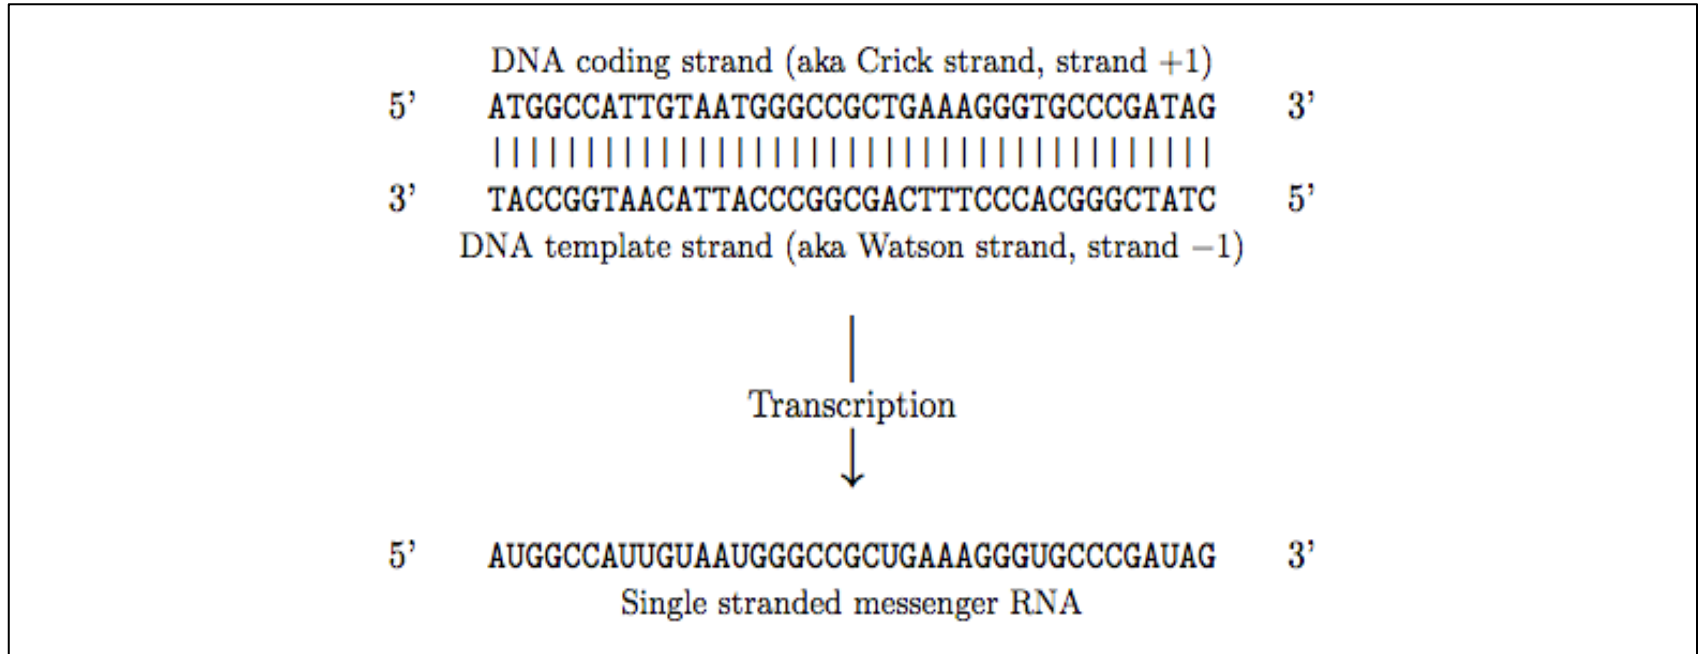 DNA coding strand (aka Crick strand, strand +1)
5’ ATGGCCATTGTAATGGGCCGCTGAAAGGGTGCCCGATAG 3’
|||||||||||||||||||||||||||||||||||||||
3’ TACCGGTAACATTACCCGGCGACTTTCCCACGGGCTATC 5’
DNA template strand (aka Watson strand, strand −1)
|
Transcription
↓
5’ AUGGCCAUUGUAAUGGGCCGCUGAAAGGGUGCCCGAUAG 3’
Single stranded messenger RNA